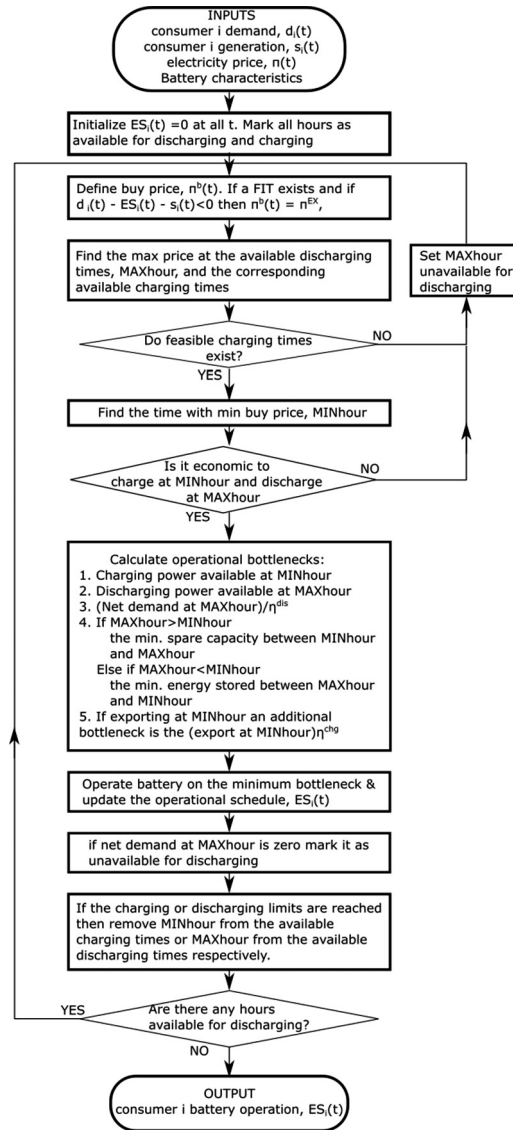 INPUTS
consumer i demand, dᵢ(t)
consumer i generation, sᵢ(t)
electricity price, n(t)
Battery characteristics
Initialize ESᵢ(t) =0 at all t. Mark all hours as
available for discharging and charging
Define buy price, nᵇ(t). If a FIT exists and if
d ᵢ(t) - ESᵢ(t) - sᵢ(t)<0 then nᵇ(t) = nᴱˣ,
Find the max price at the available discharging
times, MAXhour, and the corresponding
available charging times
Set MAXhour
unavailable for
discharging
Do feasible charging times
exist?
NO
YES
Find the time with min buy price, MINhour
Is it economic to
charge at MINhour and discharge
at MAXhour
NO
YES
Calculate operational bottlenecks:
1. Charging power available at MINhour
2. Discharging power available at MAXhour
3. (Net demand at MAXhour)/ηᵈⁱˢ
4. If MAXhour>MINhour
the min. spare capacity between MINhour
and MAXhour
Else if MAXhour<MINhour
the min. energy stored between MAXhour
and MINhour
5. If exporting at MINhour an additional
bottleneck is the (export at MINhour)ηᶜʰᵍ
Operate battery on the minimum bottleneck &
update the operational schedule, ESᵢ(t)
if net demand at MAXhour is zero mark it as
unavailable for discharging
If the charging or discharging limits are reached
then remove MINhour from the available
charging times or MAXhour from the available
discharging times respectively.
YES
Are there any hours
available for discharging?
NO
OUTPUT
consumer i battery operation, ESᵢ(t)